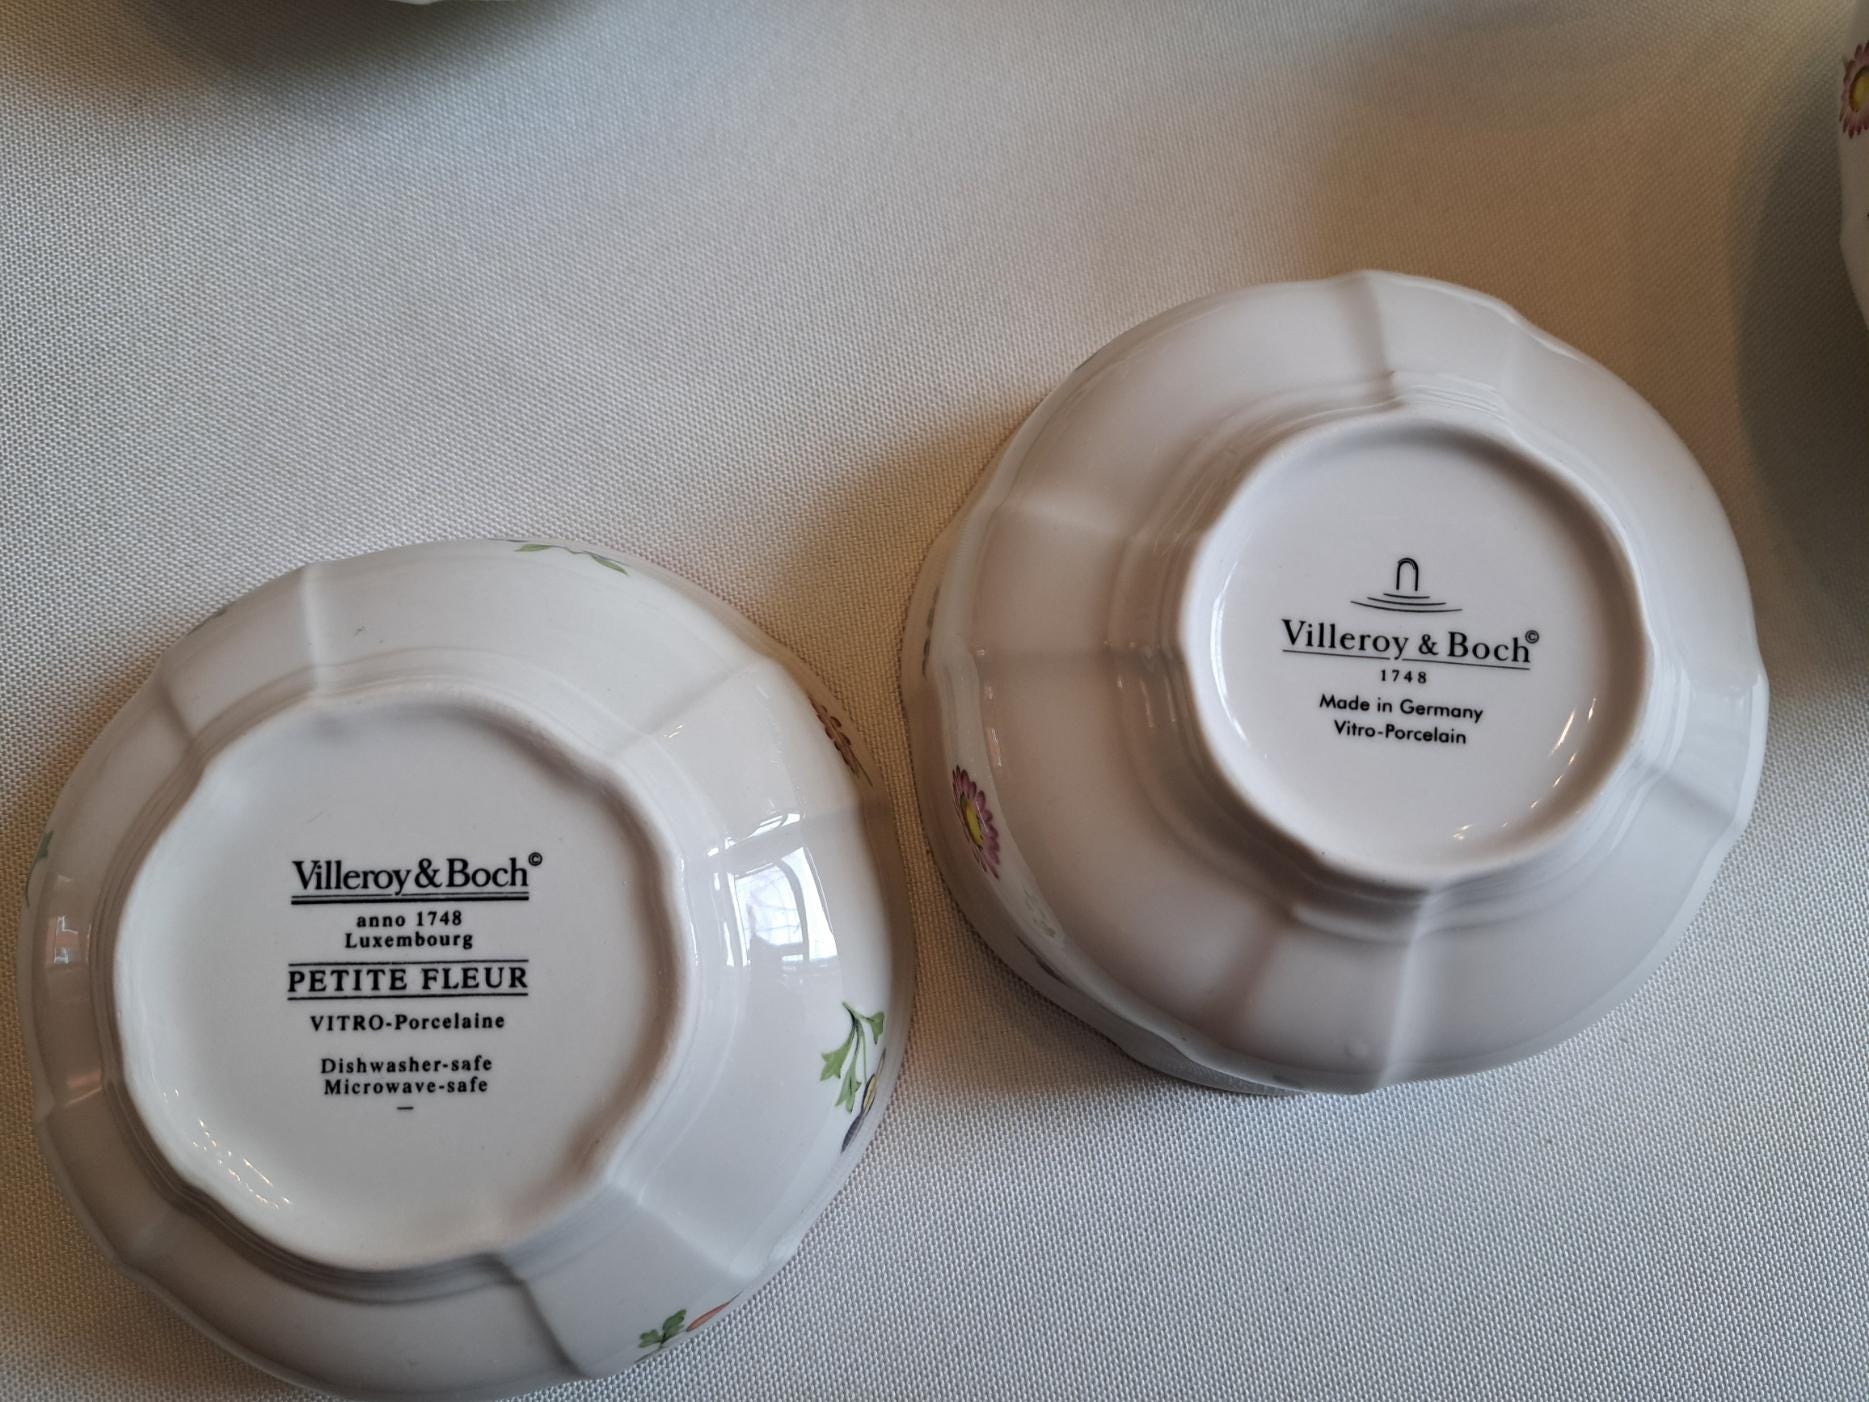 Villeroy & Boch©
anno 1748
Luxembourg
PETITE FLEUR
VITRO-Porcelaine
Dishwasher-safe
Microwave-safe
Villeroy & Boch©
1748
Made in Germany
Vitro-Porcelain